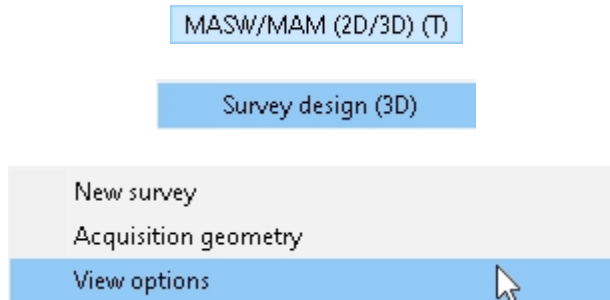 MASW/MAM (2D/3D) (T)
Survey design (3D)
New survey
Acquisition geometry
View options